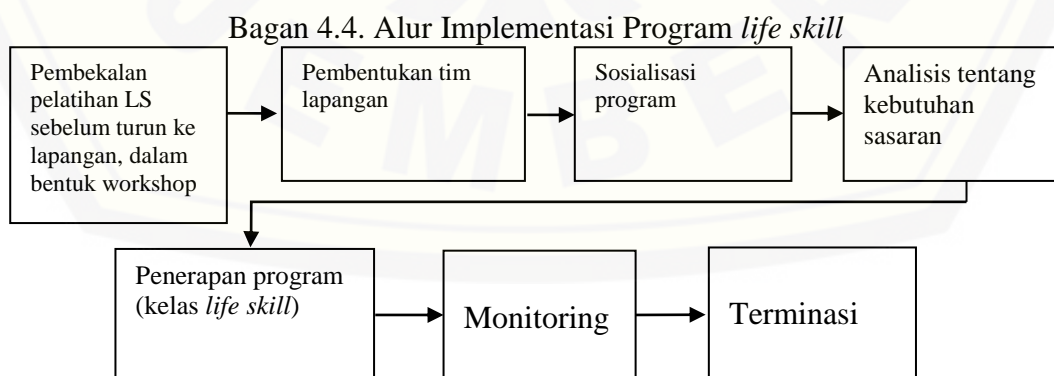 Bagan 4.4. Alur Implementasi Program life skill
Pembekalan
pelatihan LS
sebelum turun ke
lapangan, dalam
bentuk workshop
Pembentukan tim
lapangan
Sosialisasi
program
Analisis tentang
kebutuhan
sasaran
Penerapan program
(kelas life skill)
Monitoring
Terminasi